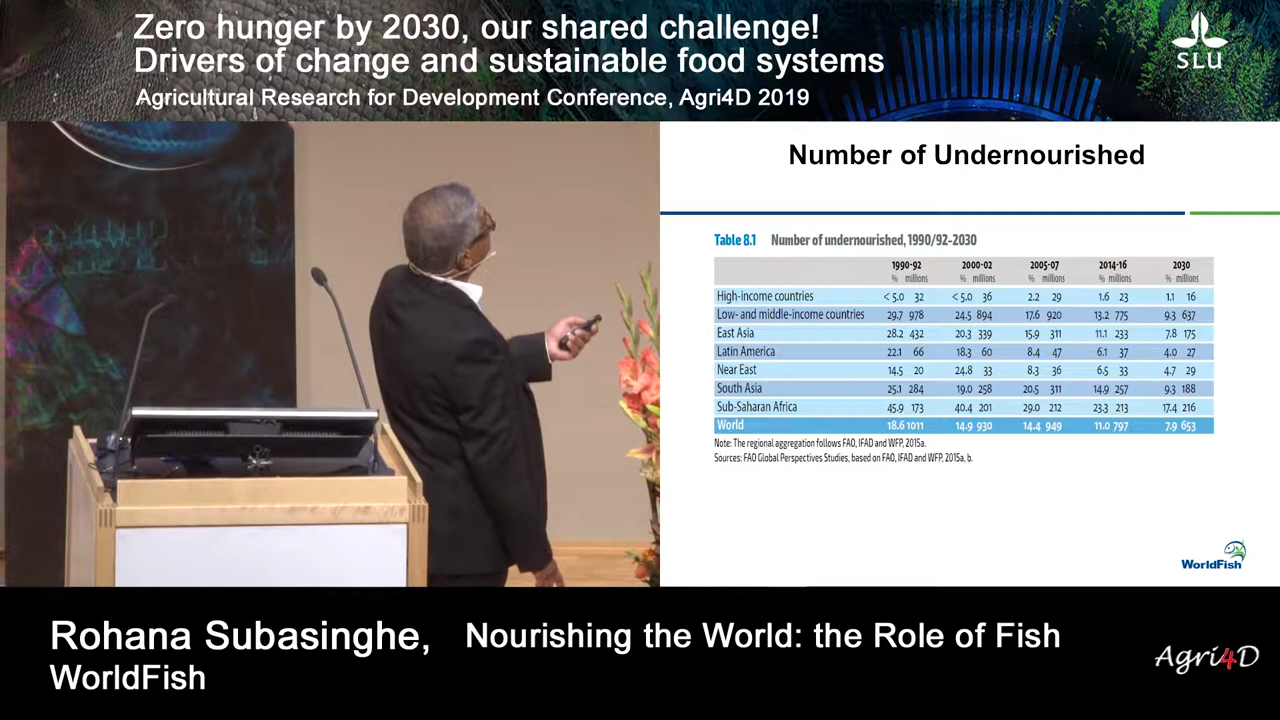 Zero hunger by 2030, our shared challenge!
Drivers of change and sustainable food systems
Agricultural Research for Development Conference, Agri4D 2019
SLU
Number of Undernourished
Table 8.1 Number of undernourished, 1990/92-2030
1990-92 2000-02 2005-07 2014-16 2030
% millions % millions % millions % millions % millions
High-income countries < 5.0 32 < 5.0 36 2.2 29 1.6 23 1.1 16
Low- and middle-income countries 29.7 978 24.5 894 17.6 920 13.2 775 9.3 637
East Asia 28.2 432 20.3 339 15.9 311 11.1 233 7.8 175
Latin America 22.1 66 18.3 60 8.4 47 6.1 37 4.0 27
Near East 14.5 20 24.8 33 8.3 36 6.5 33 4.7 29
South Asia 25.1 284 19.0 258 20.5 311 14.9 257 9.3 188
Sub-Saharan Africa 45.9 173 40.4 201 29.0 212 23.3 213 17.4 216
World 18.6 1011 14.9 930 14.4 949 11.0 797 7.9 653
Note: The regional aggregation follows FAO, IFAD and WFP, 2015a.
Sources: FAO Global Perspectives Studies, based on FAO, IFAD and WFP, 2015a, b.
WorldFish
Rohana Subasinghe, Nourishing the World: the Role of Fish
WorldFish
Agri4D